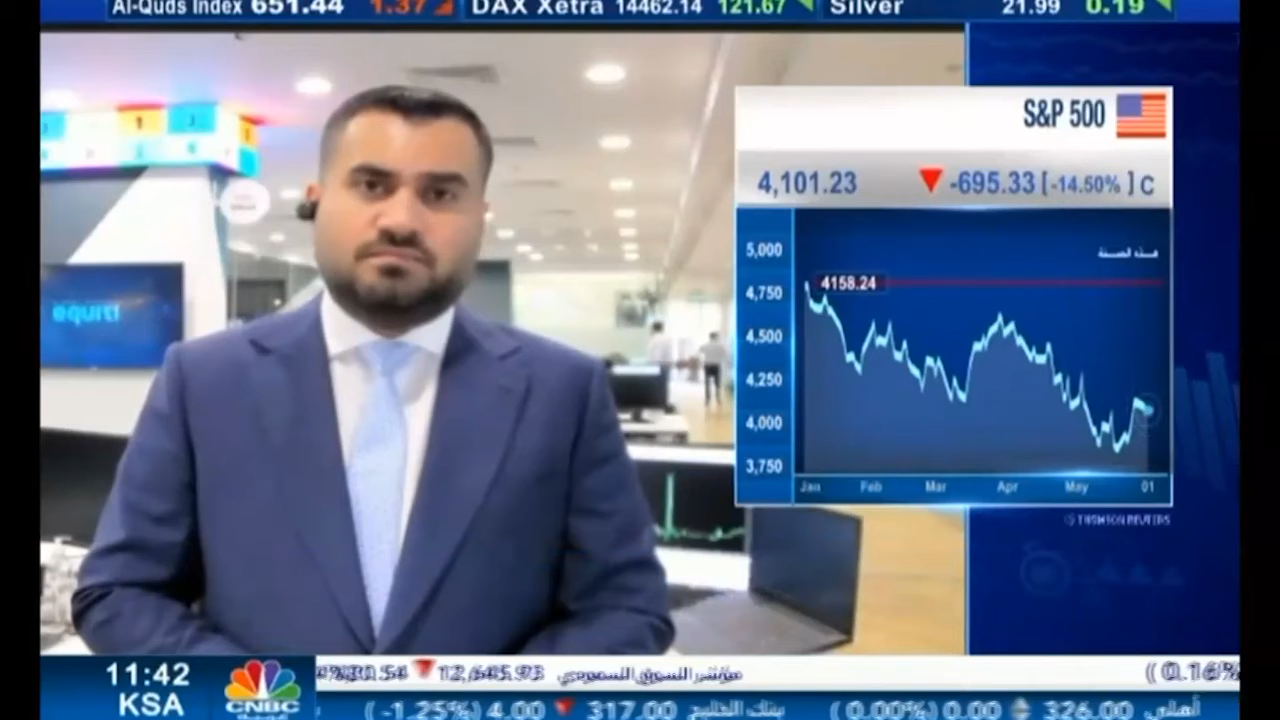 Al-Quds Index 651.44 1.37 DAX Xetra 14462.14 121.67 Silver 21.99 0.19
S&P 500
4,101.23 -695.33 [-14.50%] C
هذه السنة
5,000
4158.24
4,750
4,500
4,250
4,000
3,750
Jan Feb Mar Apr May 01
© THOMSON REUTERS
equiti
11:42
KSA
CNBC
مؤشر السوق السعودي 12,645.93 (0.16%
أهلي 326.00 0.00 (0.00%) بنك الخليج 317.00 4.00 (-1.25%)